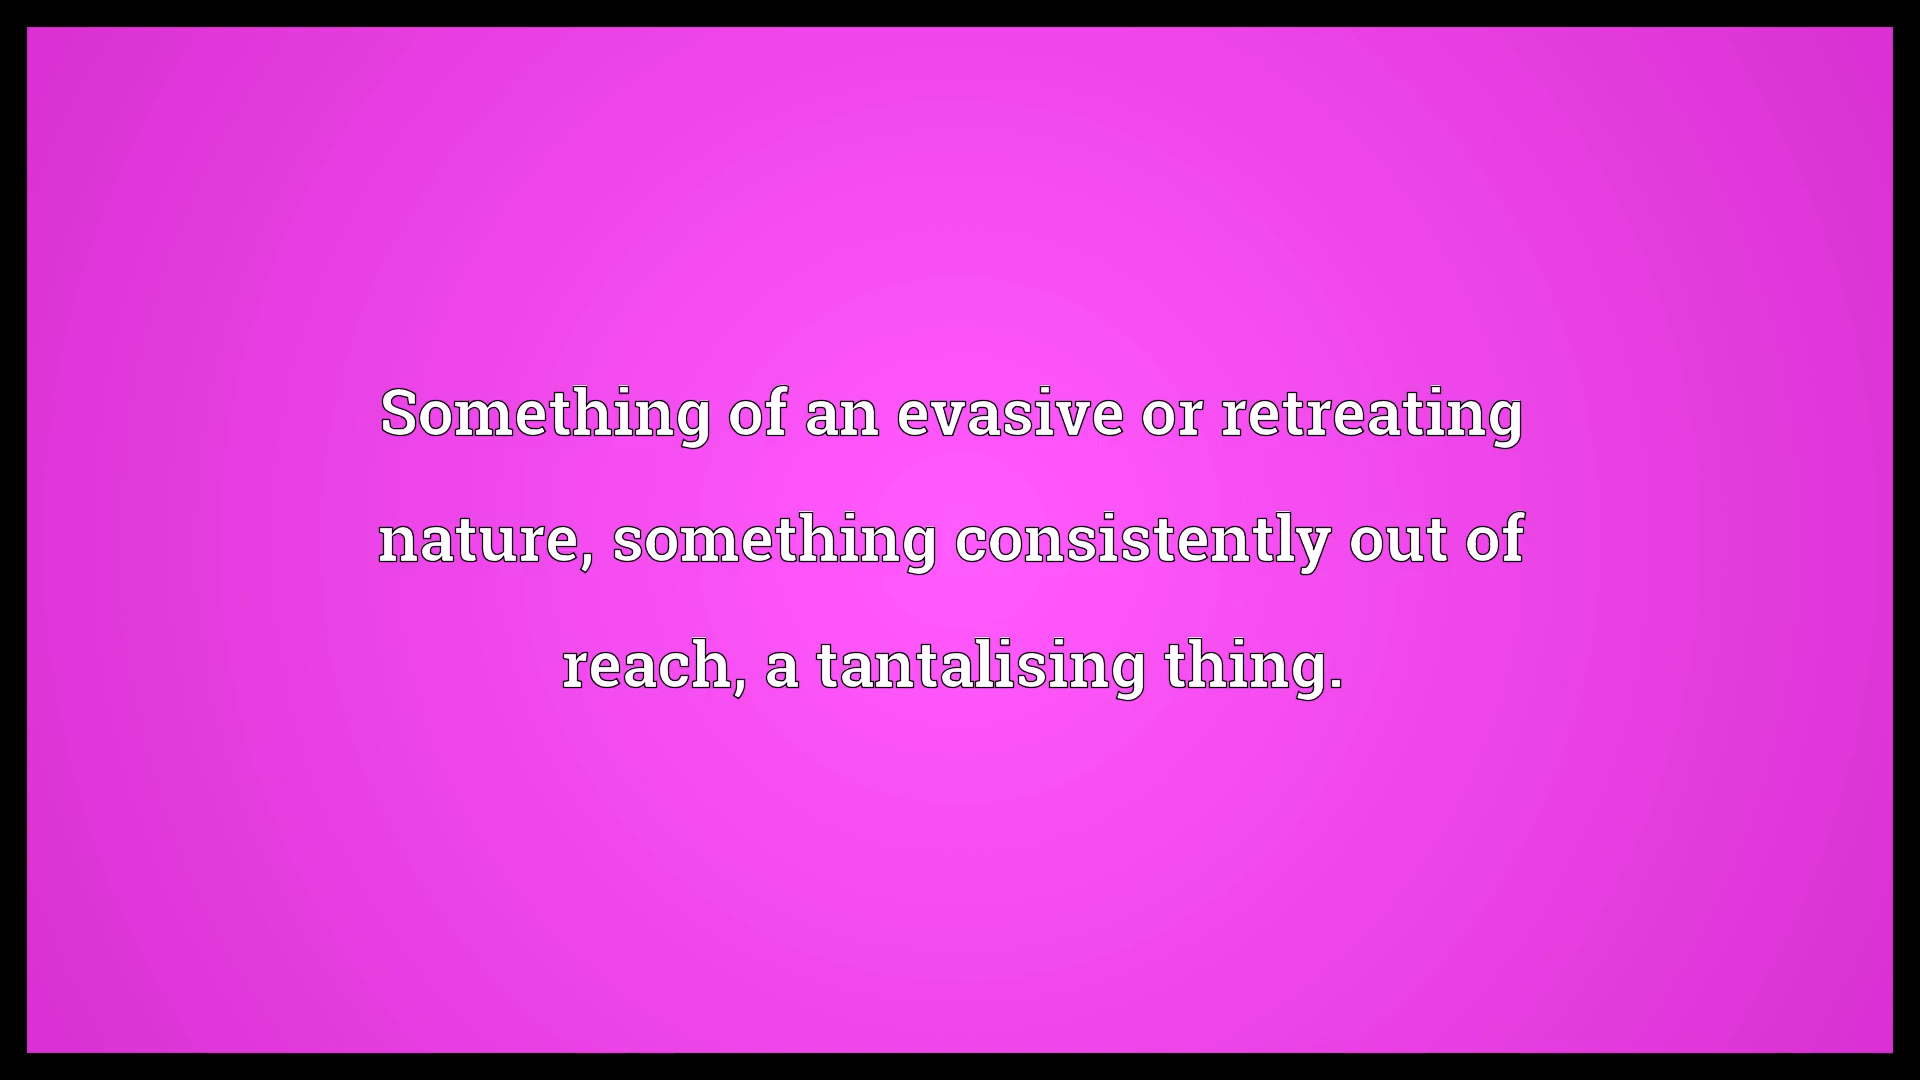 Something of an evasive or retreating
nature, something consistently out of
reach, a tantalising thing.